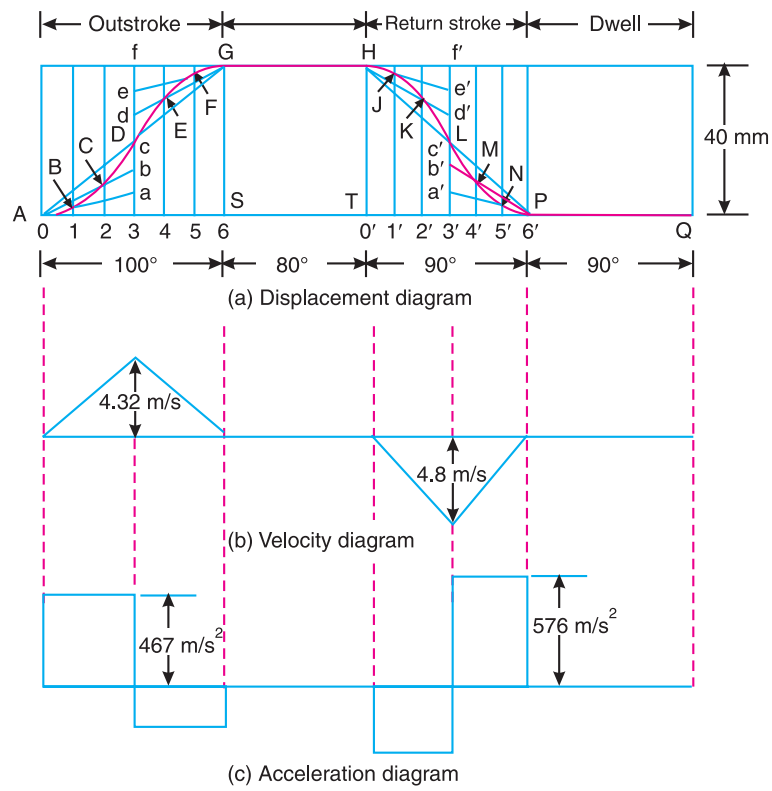 Outstroke Return stroke Dwell
f G H f′
e F J e′
d E K d′
D L
C c c′ M
B b b′ N
a a′
A S T P
40 mm
0 1 2 3 4 5 6 0′ 1′ 2′ 3′ 4′ 5′ 6′ Q
100° 80° 90° 90°
(a) Displacement diagram
4.32 m/s
4.8 m/s
(b) Velocity diagram
467 m/s²
576 m/s²
(c) Acceleration diagram